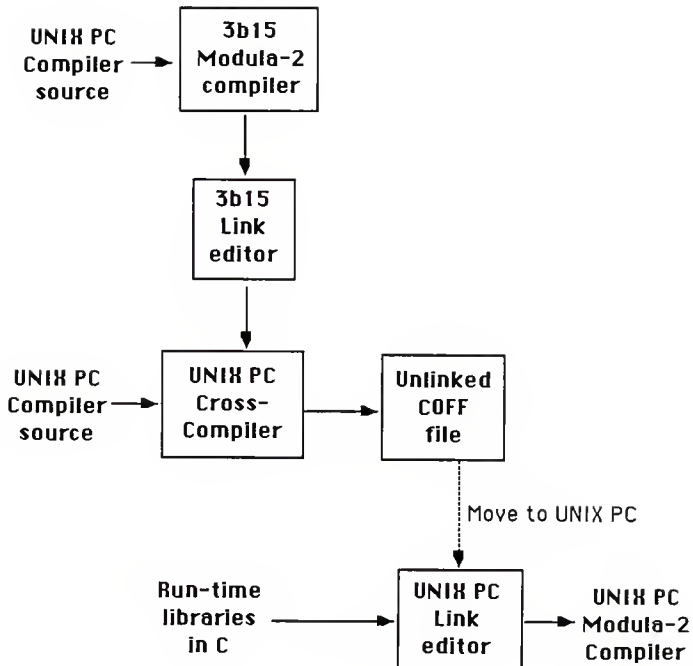 UNIX PC
Compiler
source
3b15
Modula-2
compiler
3b15
Link
editor
UNIX PC
Compiler
source
UNIX PC
Cross-
Compiler
Unlinked
COFF
file
Move to UNIX PC
Run-time
libraries
in C
UNIX PC
Link
editor
UNIX PC
Modula-2
Compiler